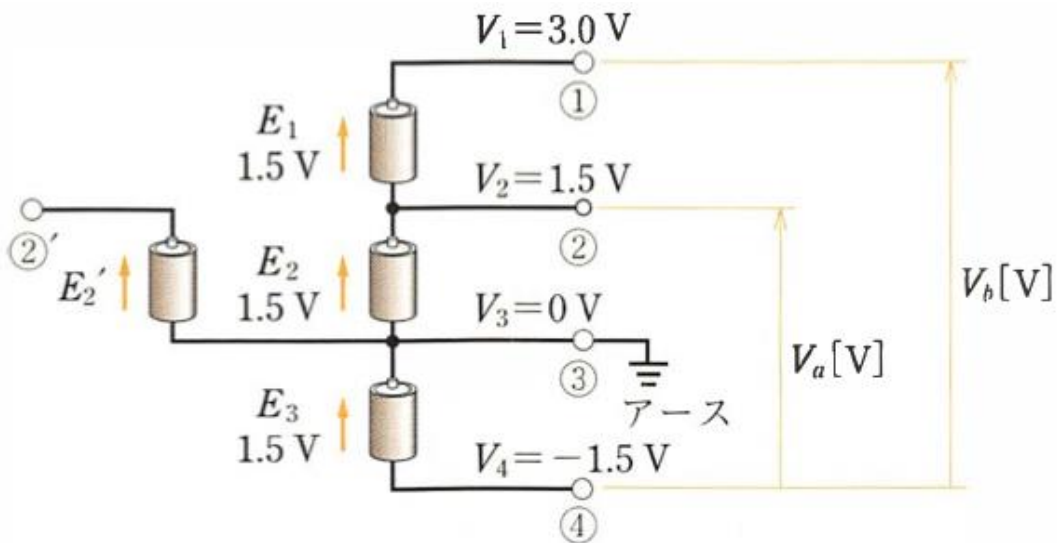 V₁=3.0 V
①
E₁
1.5 V
V₂=1.5 V
②
②′
E₂′
E₂
1.5 V
V₃=0 V
③
アース
E₃
1.5 V
V₄=−1.5 V
④
Vₐ[V]
V_b[V]